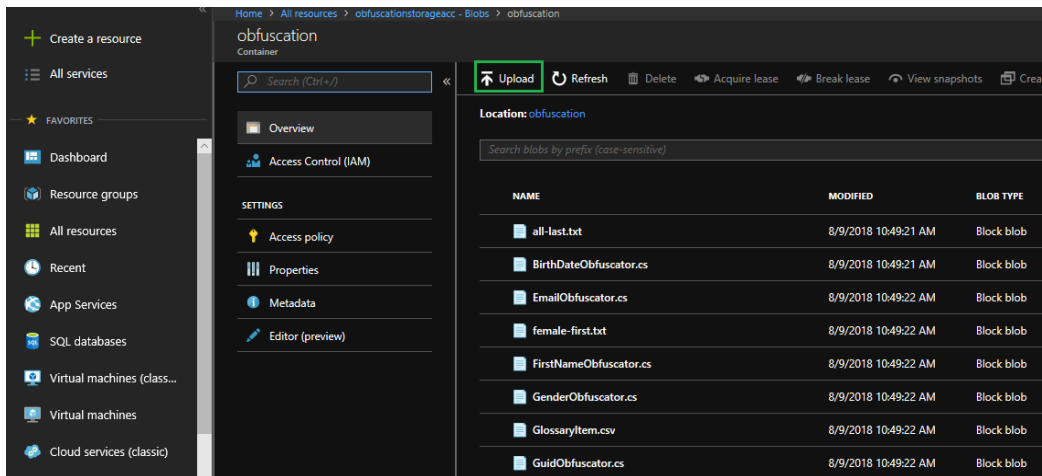 Home > All resources > obfuscationstorageacc - Blobs > obfuscation
obfuscation
Container
Create a resource
All services
FAVORITES
Dashboard
Resource groups
All resources
Recent
App Services
SQL databases
Virtual machines (class...
Virtual machines
Cloud services (classic)
Search (Ctrl+/)
Overview
Access Control (IAM)
SETTINGS
Access policy
Properties
Metadata
Editor (preview)
Upload Refresh Delete Acquire lease Break lease View snapshots Crea
Location: obfuscation
Search blobs by prefix (case-sensitive)
NAME MODIFIED BLOB TYPE
all-last.txt 8/9/2018 10:49:21 AM Block blob
BirthDateObfuscator.cs 8/9/2018 10:49:21 AM Block blob
EmailObfuscator.cs 8/9/2018 10:49:22 AM Block blob
female-first.txt 8/9/2018 10:49:22 AM Block blob
FirstNameObfuscator.cs 8/9/2018 10:49:22 AM Block blob
GenderObfuscator.cs 8/9/2018 10:49:22 AM Block blob
GlossaryItem.csv 8/9/2018 10:49:22 AM Block blob
GuidObfuscator.cs 8/9/2018 10:49:22 AM Block blob